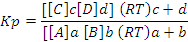 Kp = [[C]c[D]d] (RT)c + d
[[A]a [B]b (RT)a + b